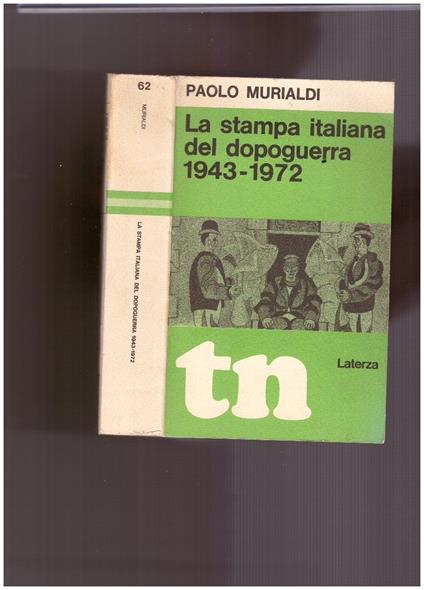 62
MURIALDI
LA STAMPA ITALIANA DEL DOPOGUERRA 1943-1972
PAOLO MURIALDI
La stampa italiana
del dopoguerra
1943-1972
tn
Laterza